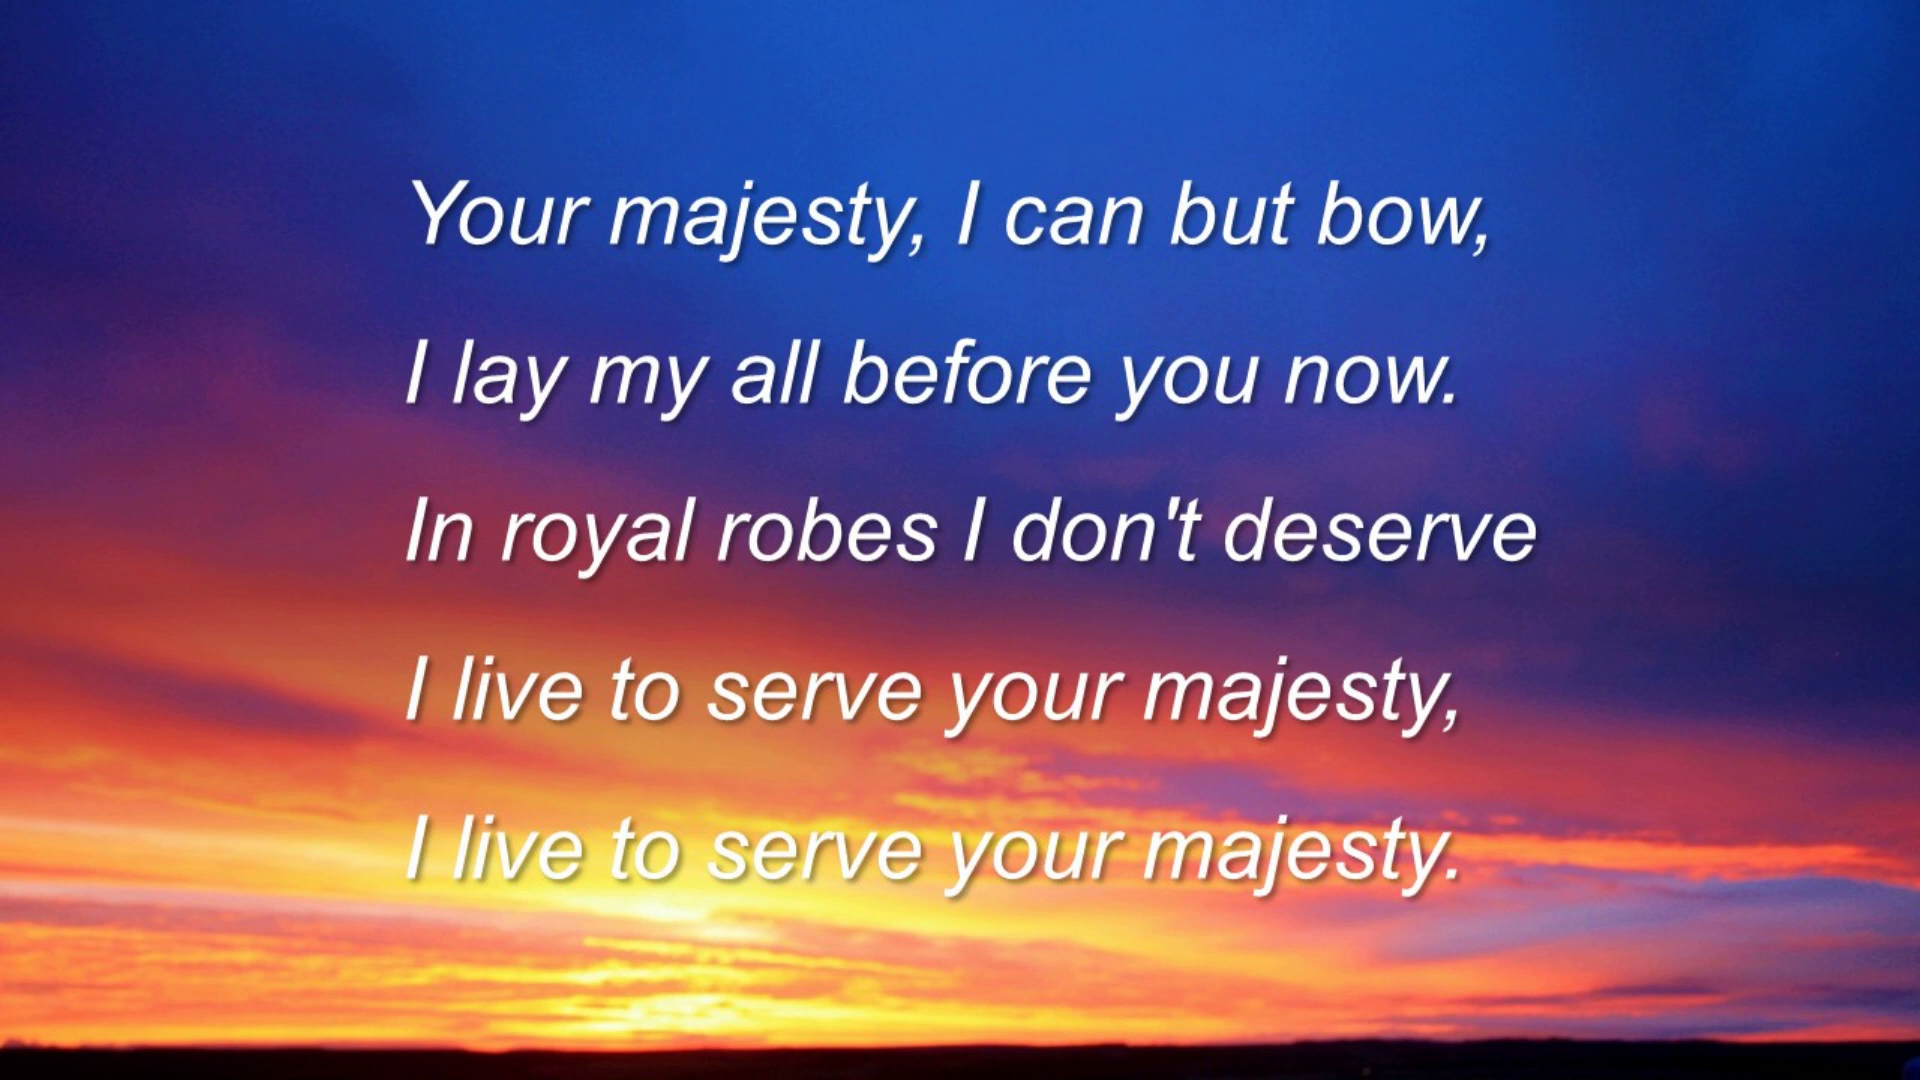 Your majesty, I can but bow,
I lay my all before you now.
In royal robes I don't deserve
I live to serve your majesty,
I live to serve your majesty.